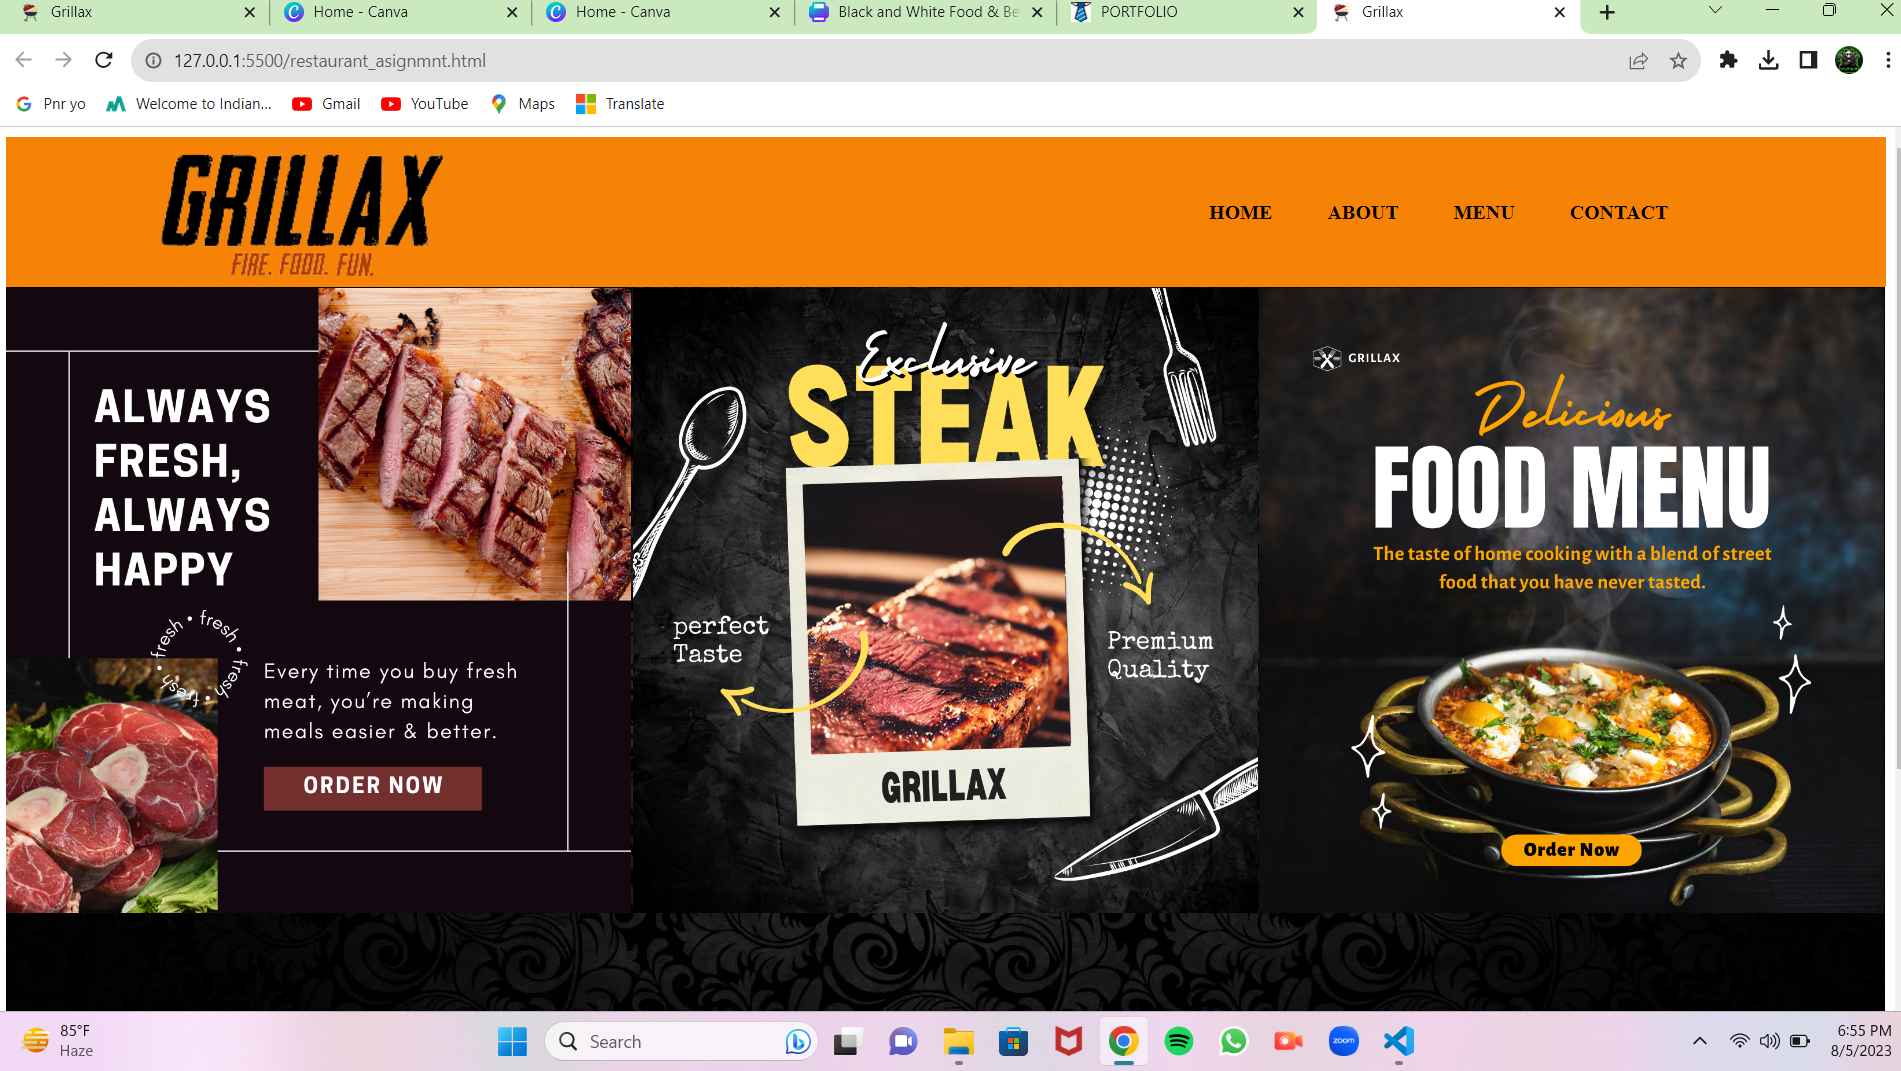 Grillax
Home - Canva
Home - Canva
Black and White Food & Be
PORTFOLIO
Grillax
127.0.0.1:5500/restaurant_asignmnt.html
Pnr yo
Welcome to Indian...
Gmail
YouTube
Maps
Translate
GRILLAX
FIRE. FOOD. FUN.
HOME
ABOUT
MENU
CONTACT
ALWAYS
FRESH,
ALWAYS
HAPPY
fresh • fresh • fresh • fresh •
Every time you buy fresh
meat, you’re making
meals easier & better.
ORDER NOW
Exclusive
STEAK
perfect
Taste
Premium
Quality
GRILLAX
GRILLAX
Delicious
FOOD MENU
The taste of home cooking with a blend of street
food that you have never tasted.
Order Now
85°F
Haze
Search
zoom
6:55 PM
8/5/2023